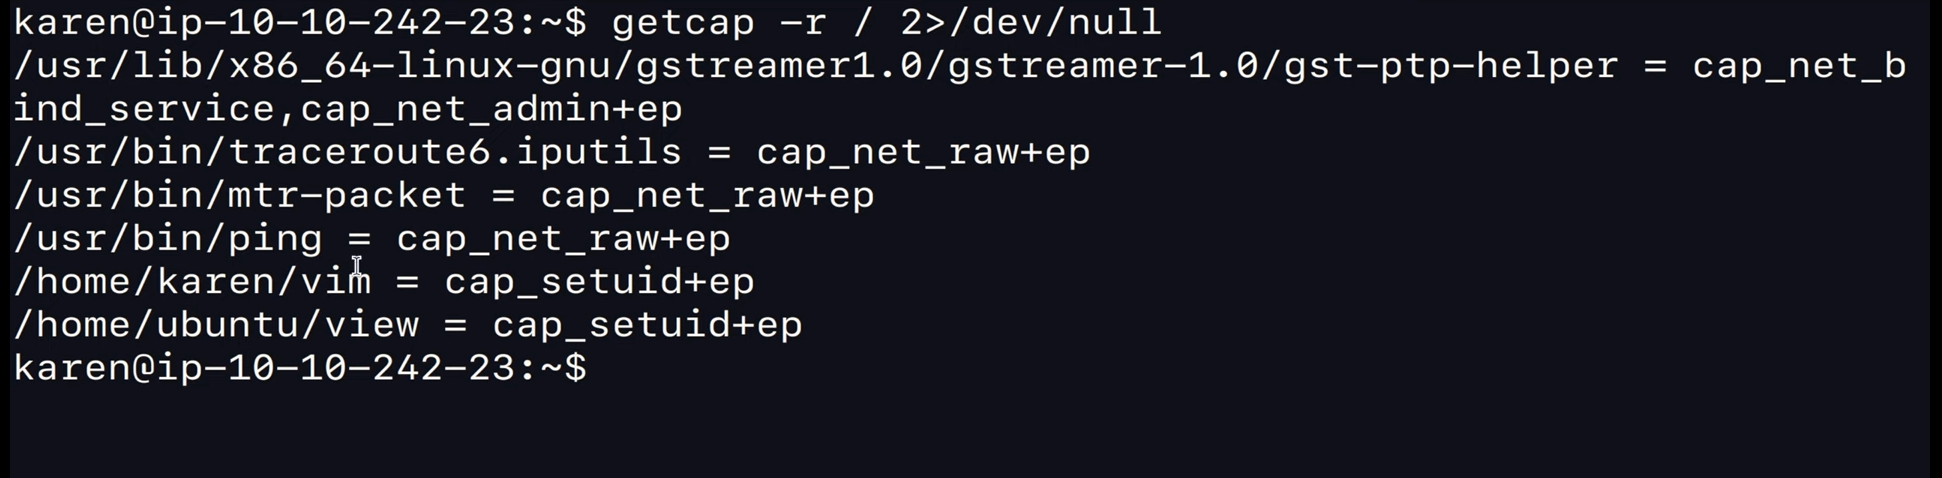 karen@ip-10-10-242-23:~$ getcap -r / 2>/dev/null
/usr/lib/x86_64-linux-gnu/gstreamer1.0/gstreamer-1.0/gst-ptp-helper = cap_net_b
ind_service,cap_net_admin+ep
/usr/bin/traceroute6.iputils = cap_net_raw+ep
/usr/bin/mtr-packet = cap_net_raw+ep
/usr/bin/ping = cap_net_raw+ep
/home/karen/vim = cap_setuid+ep
/home/ubuntu/view = cap_setuid+ep
karen@ip-10-10-242-23:~$